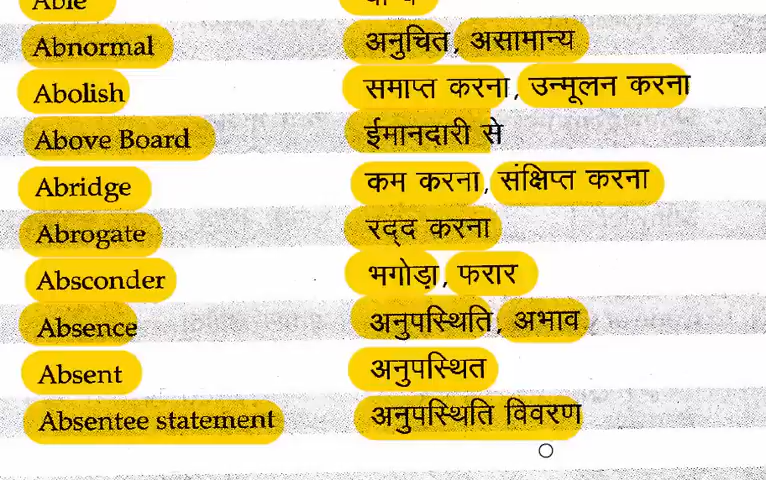 Able योग्य
Abnormal अनुचित, असामान्य
Abolish समाप्त करना, उन्मूलन करना
Above Board ईमानदारी से
Abridge कम करना, संक्षिप्त करना
Abrogate रद्द करना
Absconder भगोड़ा, फरार
Absence अनुपस्थिति, अभाव
Absent अनुपस्थित
Absentee statement अनुपस्थिति विवरण